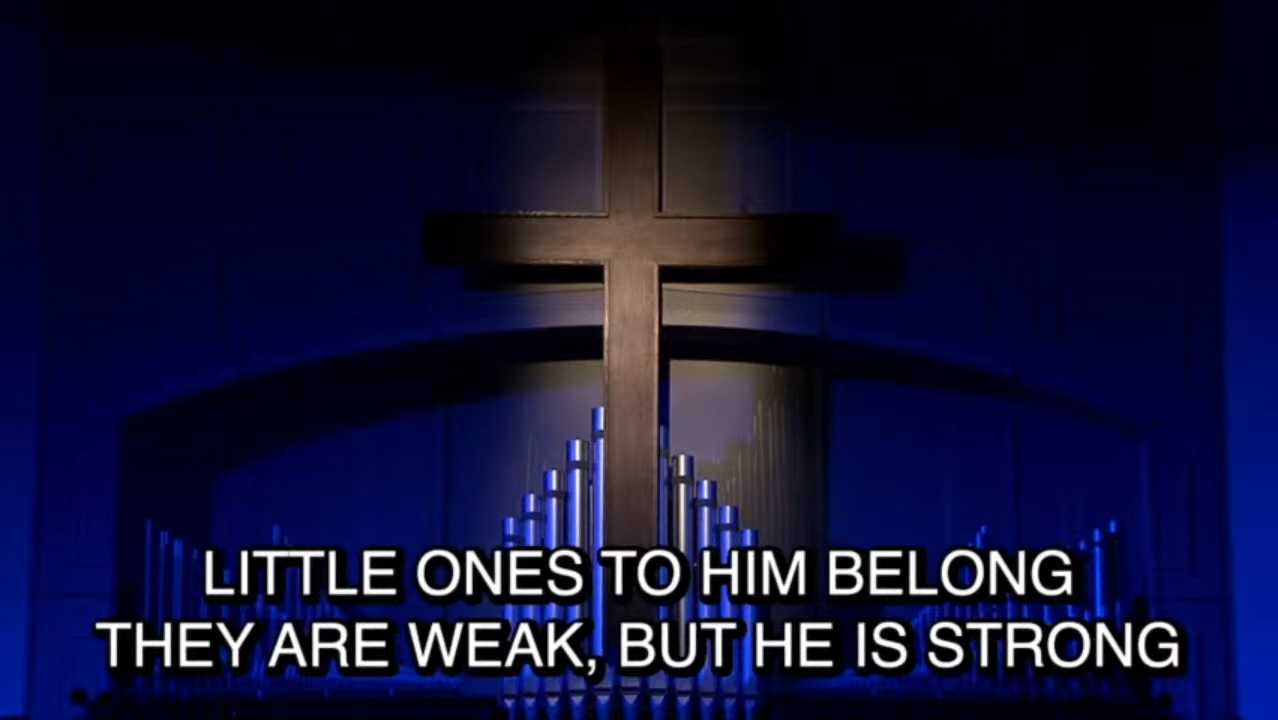 LITTLE ONES TO HIM BELONG
THEY ARE WEAK, BUT HE IS STRONG